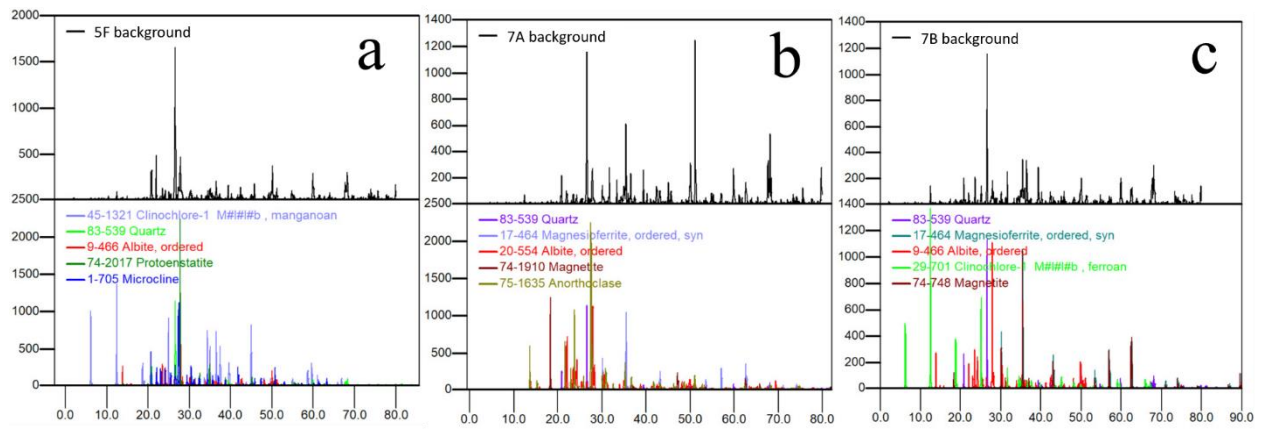 5F background
a
2000
1500
1000
500
2500
45-1321 Clinochlore-1 M#I#I#b , manganoan
83-539 Quartz
9-466 Albite, ordered
74-2017 Protoenstatite
1-705 Microcline
2000
1500
1000
500
0
0.0 10.0 20.0 30.0 40.0 50.0 60.0 70.0 80.0
7A background
b
1400
1200
1000
800
600
400
200
2500
83-539 Quartz
17-464 Magnesioferrite, ordered, syn
20-554 Albite, ordered
74-1910 Magnetite
75-1635 Anorthoclase
2000
1500
1000
500
0
0.0 10.0 20.0 30.0 40.0 50.0 60.0 70.0 80.0
7B background
c
1400
1200
1000
800
600
400
200
1400
83-539 Quartz
17-464 Magnesioferrite, ordered, syn
9-466 Albite, ordered
29-701 Clinochlore-1 M#I#I#b , ferroan
74-748 Magnetite
1200
1000
800
600
400
200
0
0.0 10.0 20.0 30.0 40.0 50.0 60.0 70.0 80.0 90.0